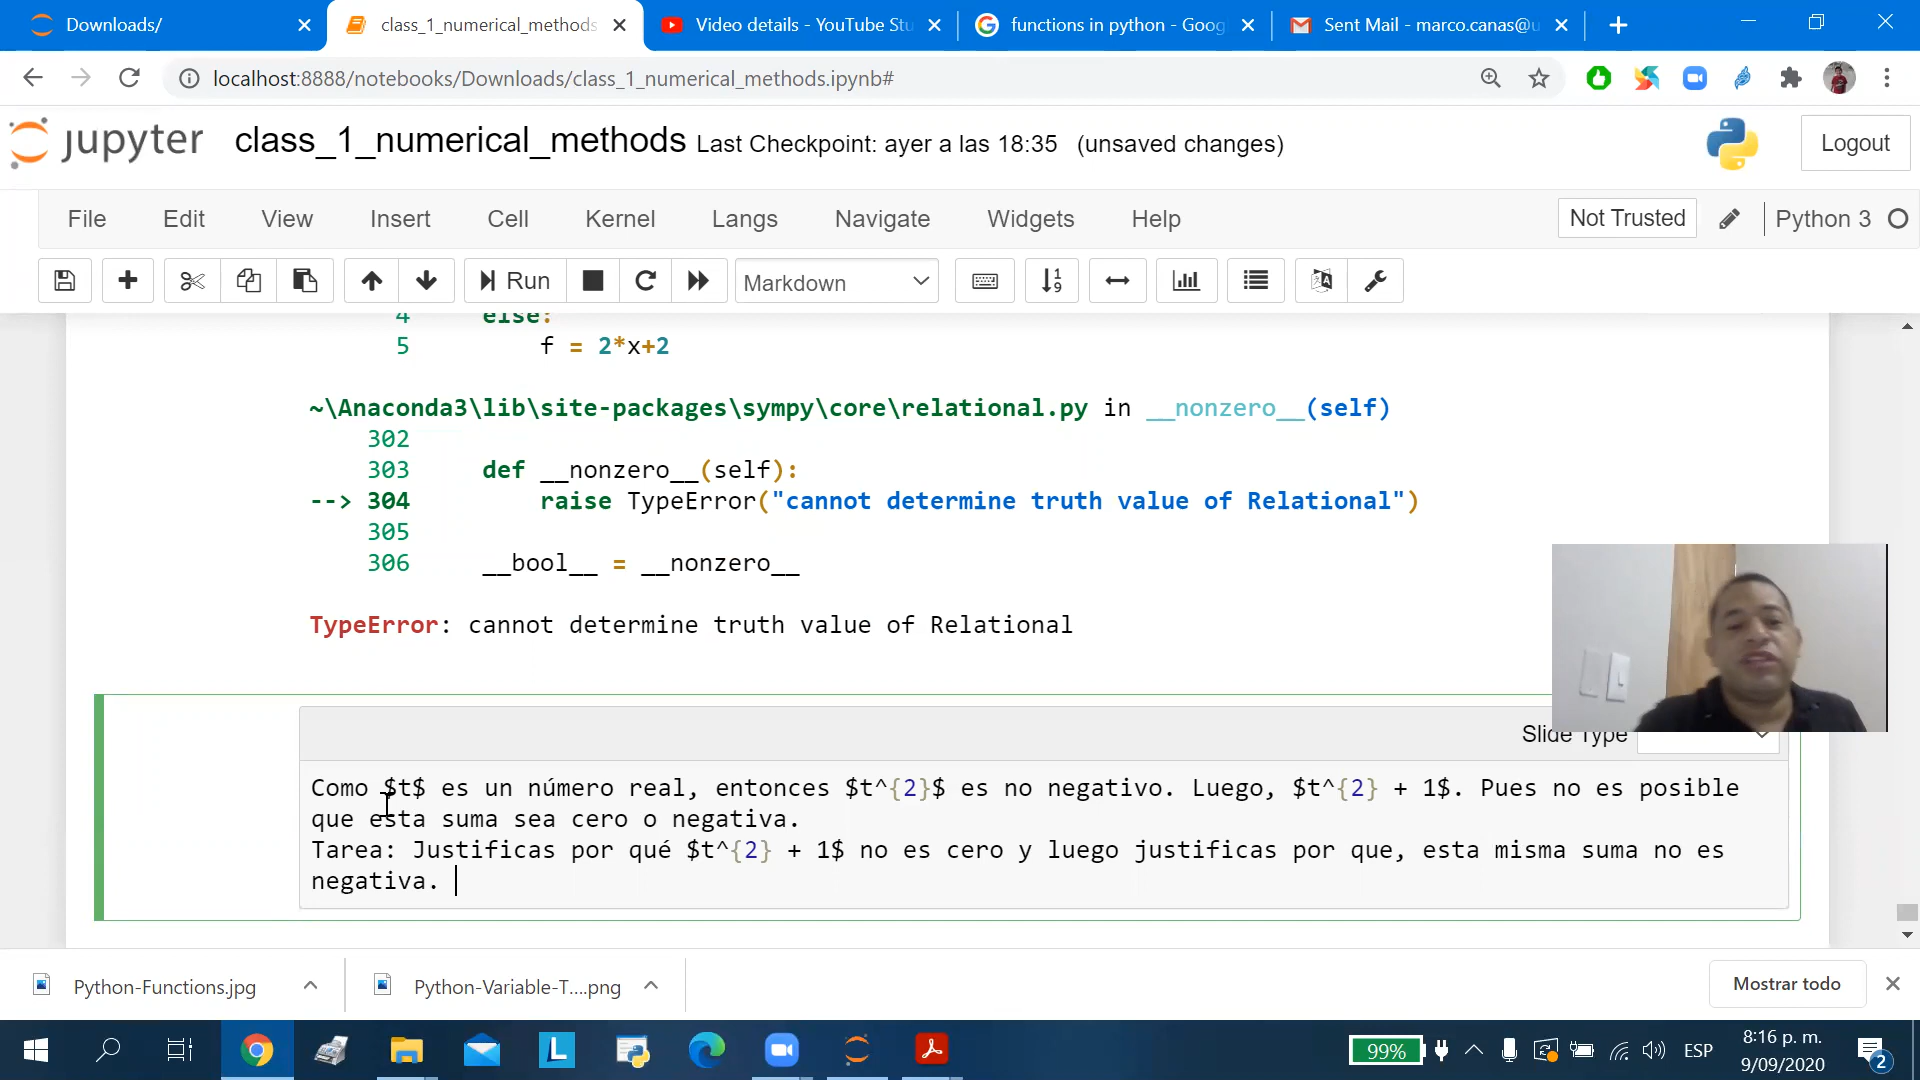 Downloads/
class_1_numerical_methods
Video details - YouTube Stu
functions in python - Goog
Sent Mail - marco.canas@u
localhost:8888/notebooks/Downloads/class_1_numerical_methods.ipynb#
jupyter
class_1_numerical_methods Last Checkpoint: ayer a las 18:35 (unsaved changes)
Logout
File Edit View Insert Cell Kernel Langs Navigate Widgets Help
Not Trusted
Python 3
Run
Markdown
4 else:
5 f = 2*x+2
~\Anaconda3\lib\site-packages\sympy\core\relational.py in __nonzero__(self)
302
303 def __nonzero__(self):
--> 304 raise TypeError("cannot determine truth value of Relational")
305
306 __bool__ = __nonzero__
TypeError: cannot determine truth value of Relational
Slide Type
Como $t$ es un número real, entonces $t^{2}$ es no negativo. Luego, $t^{2} + 1$. Pues no es posible
que esta suma sea cero o negativa.
Tarea: Justificas por qué $t^{2} + 1$ no es cero y luego justificas por que, esta misma suma no es
negativa.
Python-Functions.jpg
Python-Variable-T....png
Mostrar todo
99%
ESP
8:16 p. m.
9/09/2020
2